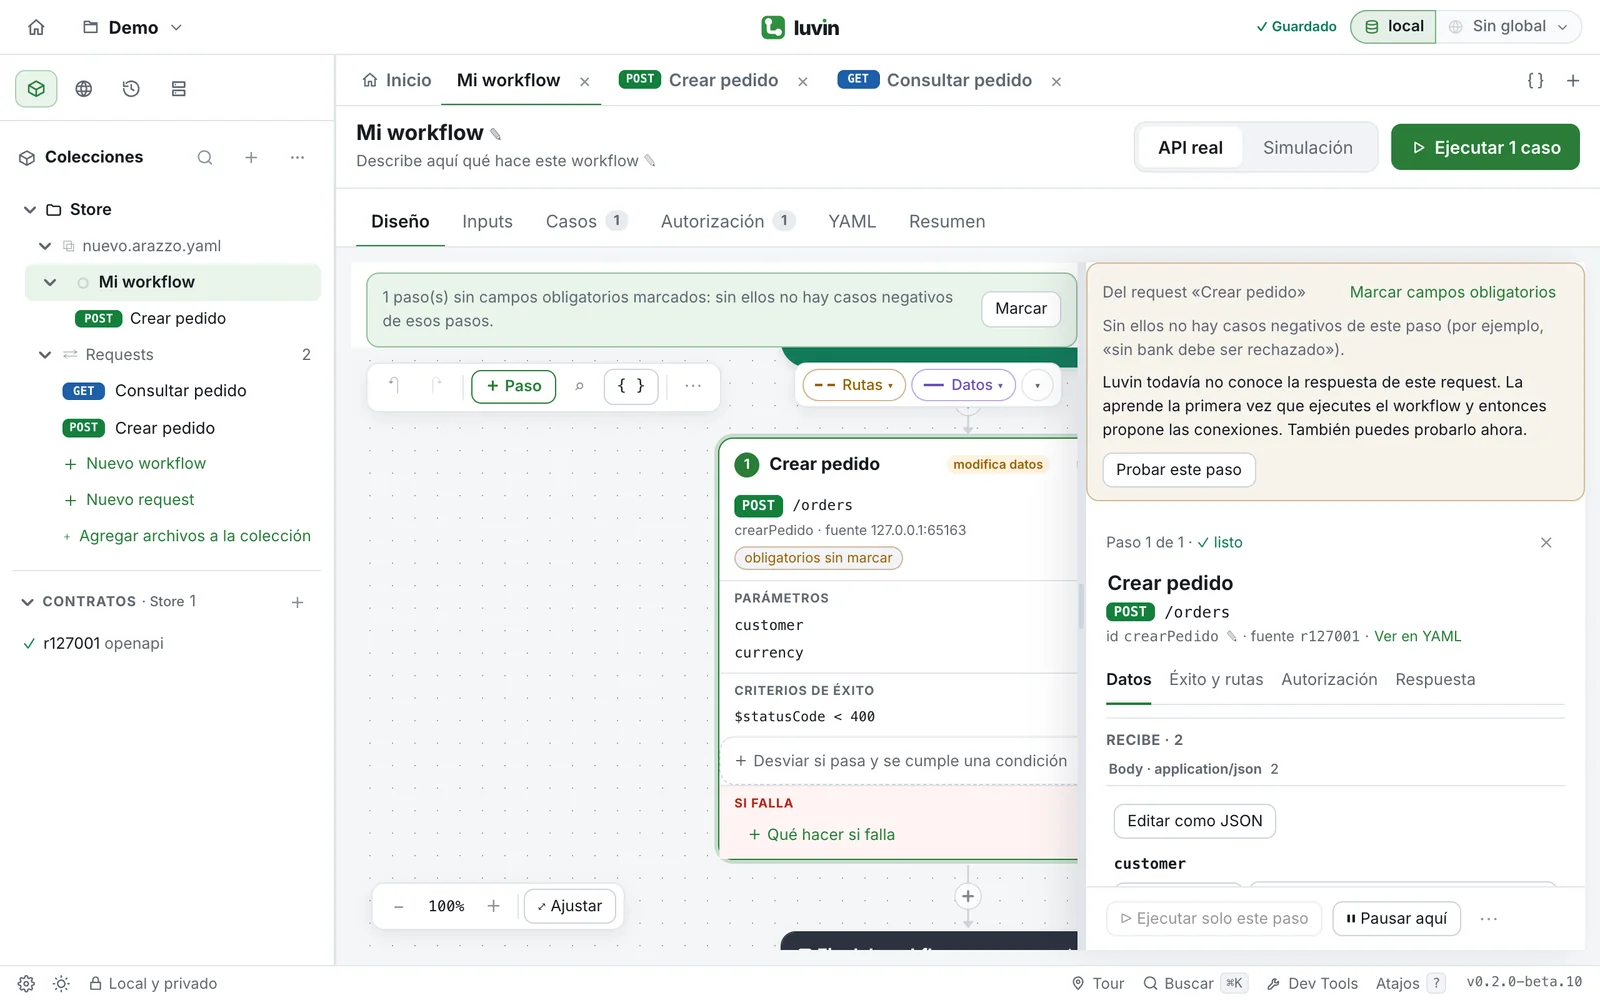 Demo
luvin
Guardado
local
Sin global
Inicio
Mi workflow
POST Crear pedido
GET Consultar pedido
{ }
Colecciones
Store
nuevo.arazzo.yaml
Mi workflow
POST Crear pedido
Requests 2
GET Consultar pedido
POST Crear pedido
+ Nuevo workflow
+ Nuevo request
+ Agregar archivos a la colección
CONTRATOS · Store 1
r127001 openapi
Mi workflow
Describe aquí qué hace este workflow
API real
Simulación
Ejecutar 1 caso
Diseño
Inputs
Casos 1
Autorización 1
YAML
Resumen
1 paso(s) sin campos obligatorios marcados: sin ellos no hay casos negativos
de esos pasos.
Marcar
+ Paso
{ }
Rutas
Datos
1 Crear pedido
modifica datos
POST /orders
crearPedido · fuente 127.0.0.1:65163
obligatorios sin marcar
PARÁMETROS
customer
currency
CRITERIOS DE ÉXITO
$statusCode < 400
+ Desviar si pasa y se cumple una condición
SI FALLA
+ Qué hacer si falla
100%
Ajustar
Del request «Crear pedido»
Marcar campos obligatorios
Sin ellos no hay casos negativos de este paso (por ejemplo,
«sin bank debe ser rechazado»).
Luvin todavía no conoce la respuesta de este request. La
aprende la primera vez que ejecutes el workflow y entonces
propone las conexiones. También puedes probarlo ahora.
Probar este paso
Paso 1 de 1 · ✓ listo
Crear pedido
POST /orders
id crearPedido · fuente r127001 · Ver en YAML
Datos
Éxito y rutas
Autorización
Respuesta
RECIBE · 2
Body · application/json 2
Editar como JSON
customer
Ejecutar solo este paso
Pausar aquí
Local y privado
Tour
Buscar ⌘K
Dev Tools
Atajos ?
v0.2.0-beta.10